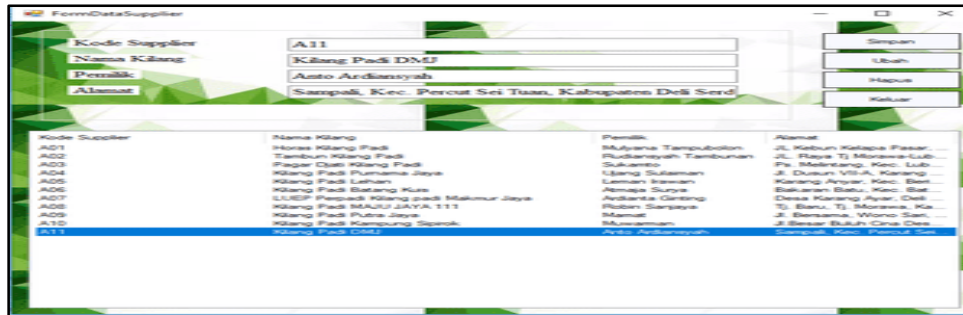 FormDataSupplier
Kode Supplier A11 Simpan
Nama Kilang Kilang Padi DMJ Ubah
Pemilik Anto Ardiansyah Hapus
Alamat Sampali, Kec. Percut Sei Tuan, Kabupaten Deli Serd Keluar
Kode Supplier Nama Kilang Pemilik Alamat
A01 Horas Kilang Padi Mulyana Tampubolon JL Kebun Kelapa Pasar, ...
A02 Tambun Kilang Padi Rudiansyah Tambunan JL. Raya Tj Morawa-Lub...
A03 Pagar Djati Kilang Padi Sukamto Ps. Melintang, Kec. Lub...
A04 Kilang Padi Purnama Jaya Ujang Sulaiman Jl. Dusun VII-A, Karang ...
A05 Kilang Padi Lehan Leman Irawan Karang Anyar, Kec. Beri...
A06 Kilang Padi Batang Kuis Atmaja Surya Bakaran Batu, Kec. Bat...
A07 LUEP Perpadi Kilang padi Makmur Jaya Ardianta Ginting Desa Karang Ayar, Deli ...
A08 Kilang Padi MAJU JAYA 111 Robin Sanjaya Tj. Baru, Tj. Morawa, Ka...
A09 Kilang Padi Putra Jaya Mamat Jl. Bersama, Wono Sari, ...
A10 Kilang Padi Kampung Sipirok Muwarman Jl Besar Buluh Cina Des...
A11 Kilang Padi DMJ Anto Ardiansyah Sampali, Kec. Percut Sei...